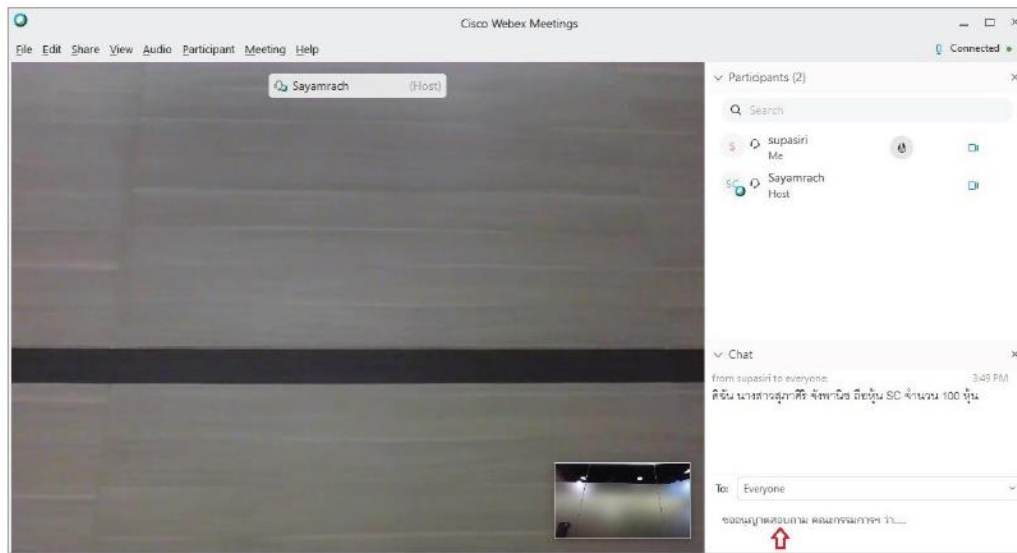 Cisco Webex Meetings
File Edit Share View Audio Participant Meeting Help
Connected
Sayamrach (Host)
Participants (2)
Search
S supasiri
Me
SC Sayamrach
Host
Chat
from supasiri to everyone: 3:49 PM
ดิฉัน นางสาวสุภาศิริ จังพานิช ถือหุ้น SC จำนวน 100 หุ้น
To: Everyone
ขออนุญาตสอบถาม คณะกรรมการฯ ว่า.....